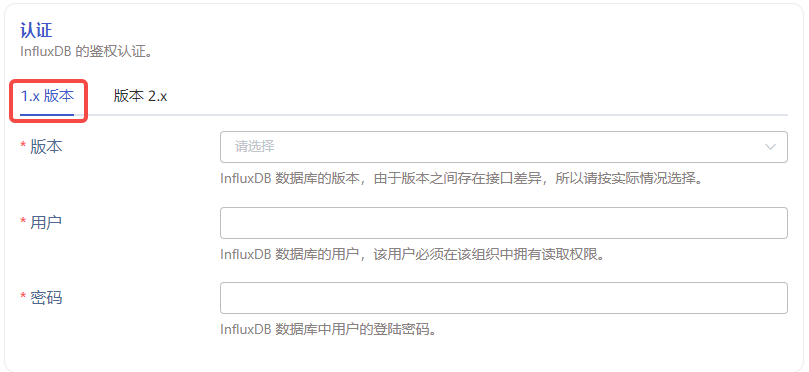 认证
InfluxDB 的鉴权认证。
1.x 版本 版本 2.x
* 版本 请选择
InfluxDB 数据库的版本，由于版本之间存在接口差异，所以请按实际情况选择。
* 用户
InfluxDB 数据库的用户，该用户必须在该组织中拥有读取权限。
* 密码
InfluxDB 数据库中用户的登陆密码。